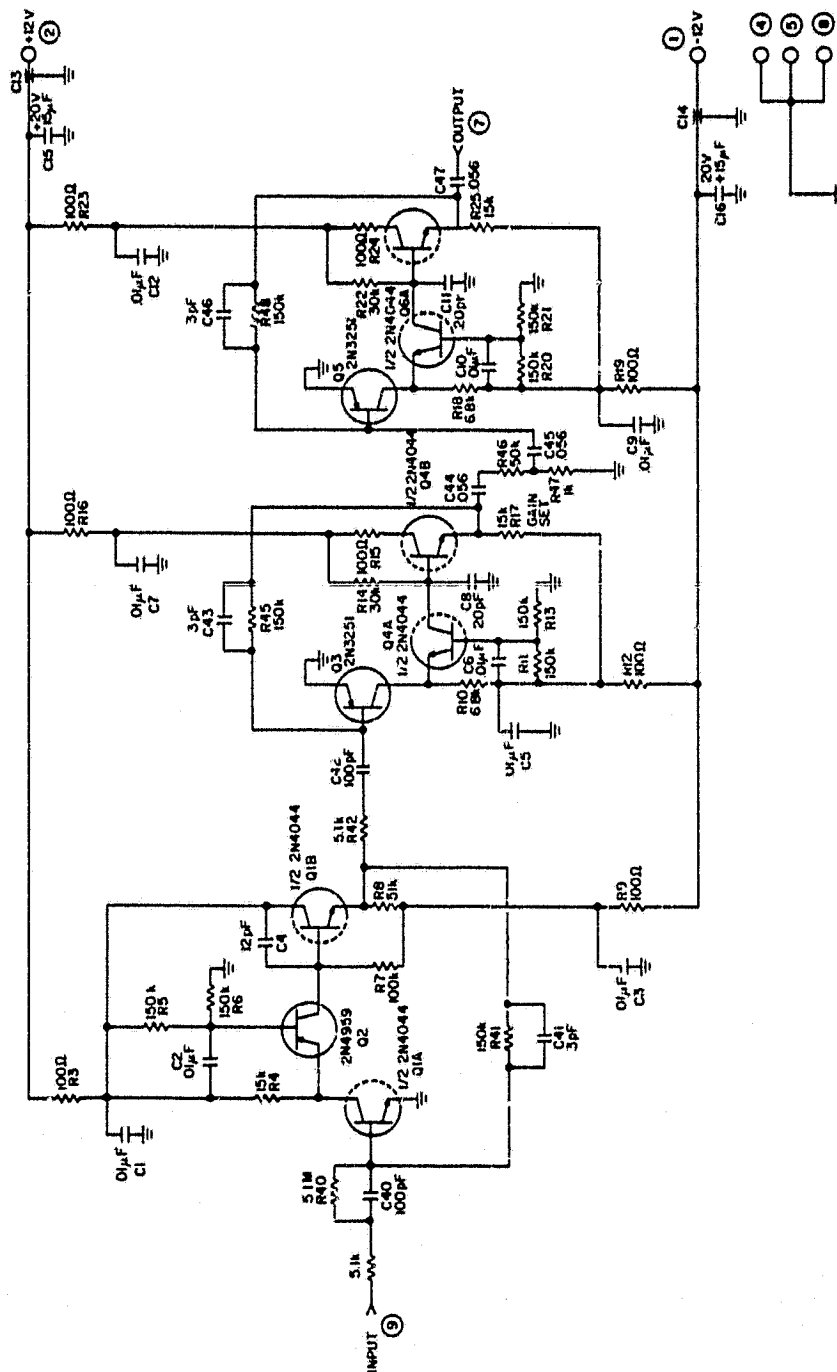 +12V
②
C13
+20V
15µF
C15
100Ω
R23
.01µF
C12
3pF
C46
R48
150k
100Ω
R24
R22
30k
C11
20pF
C47
.056
OUTPUT
⑦
R25
15k
Q5
2N3251
1/2 2N4044
Q6A
C10
.01µF
R18
6.8k
150k
R20
150k
R21
R19
100Ω
C9
.01µF
-12V
①
C14
20V
+15µF
C16
④
⑤
⑧
100Ω
R16
.01µF
C7
3pF
C43
R45
150k
1/2 2N4044
Q4B
100Ω
R15
R14
30k
C8
20pF
C44
.056
R46
C45
.056
R47
1k
15k
R17
GAIN
SET
Q3
2N3251
Q4A
1/2 2N4044
C6
.01µF
R10
6.8k
R11
150k
150k
R13
.01µF
C5
R12
100Ω
C42
100pF
5.1k
R42
100Ω
R3
.01µF
C1
150k
R5
150k
R6
C2
.01µF
15k
R4
2N4959
Q2
12pF
C4
1/2 2N4044
Q1B
R8
51k
R7
100k
R9
100Ω
.01µF
C3
1/2 2N4044
Q1A
150k
R41
C41
3pF
5.1M
R40
C40
100pF
5.1k
INPUT
⑨